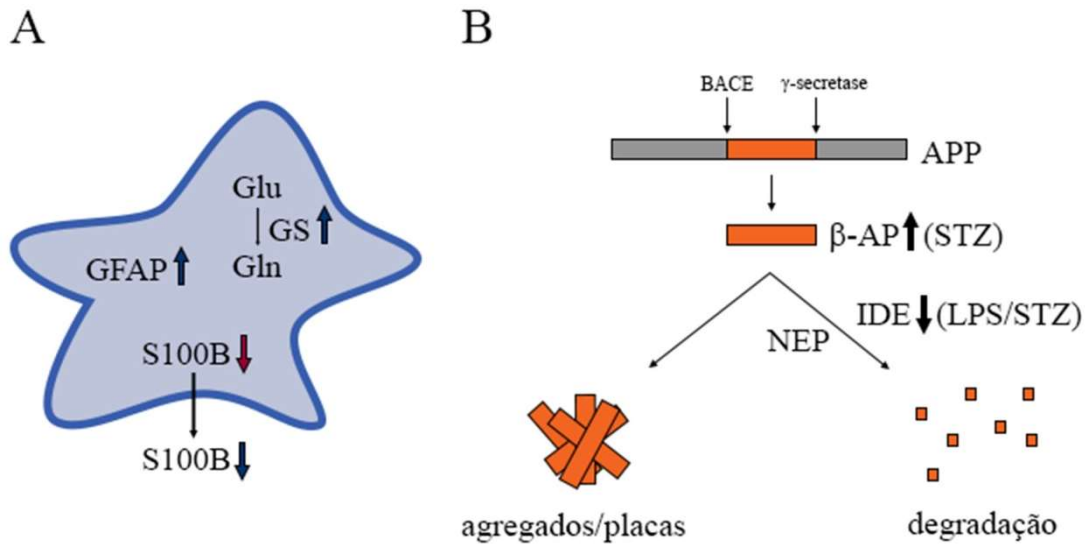 A
Glu
GS
Gln
GFAP
S100B
S100B
B
BACE
γ-secretase
APP
β-AP (STZ)
IDE (LPS/STZ)
NEP
agregados/placas
degradação